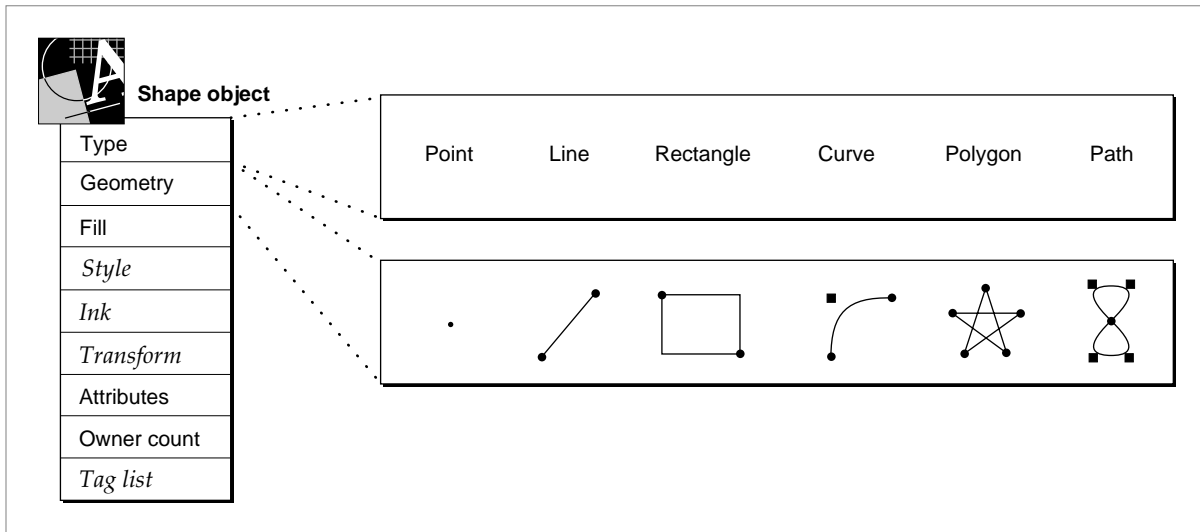 Shape object
Type
Geometry
Fill
Style
Ink
Transform
Attributes
Owner count
Tag list
Point Line Rectangle Curve Polygon Path